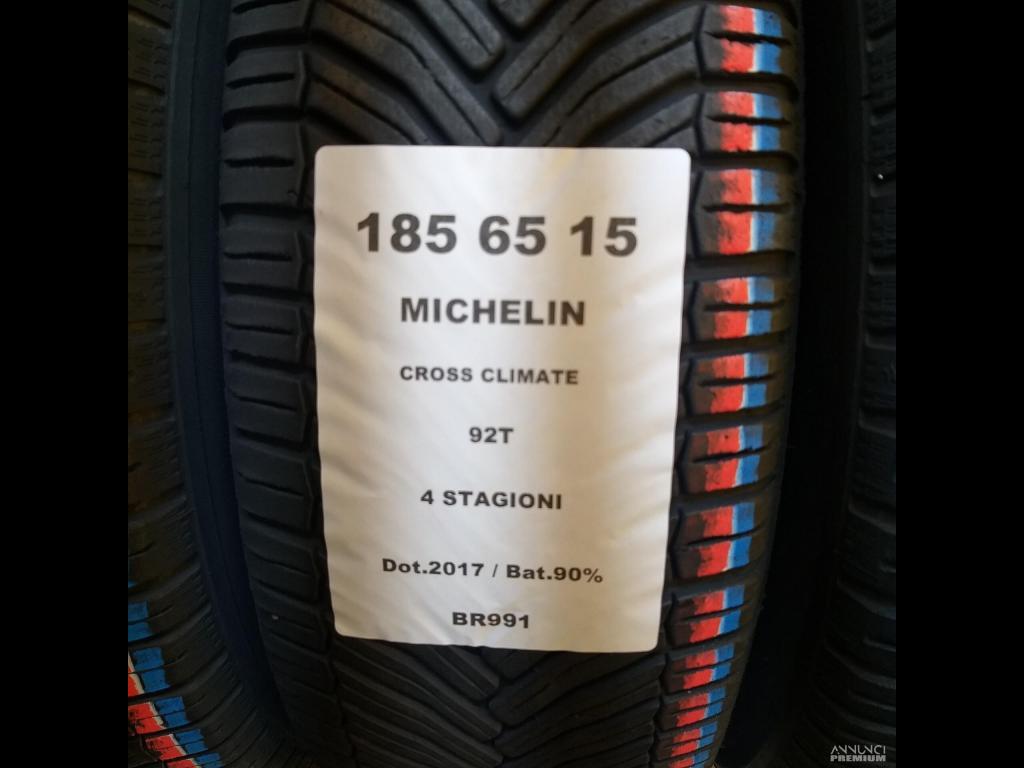 185 65 15
MICHELIN
CROSS CLIMATE
92T
4 STAGIONI
Dot.2017 / Bat.90%
BR991
ANNUNCI
PREMIUM